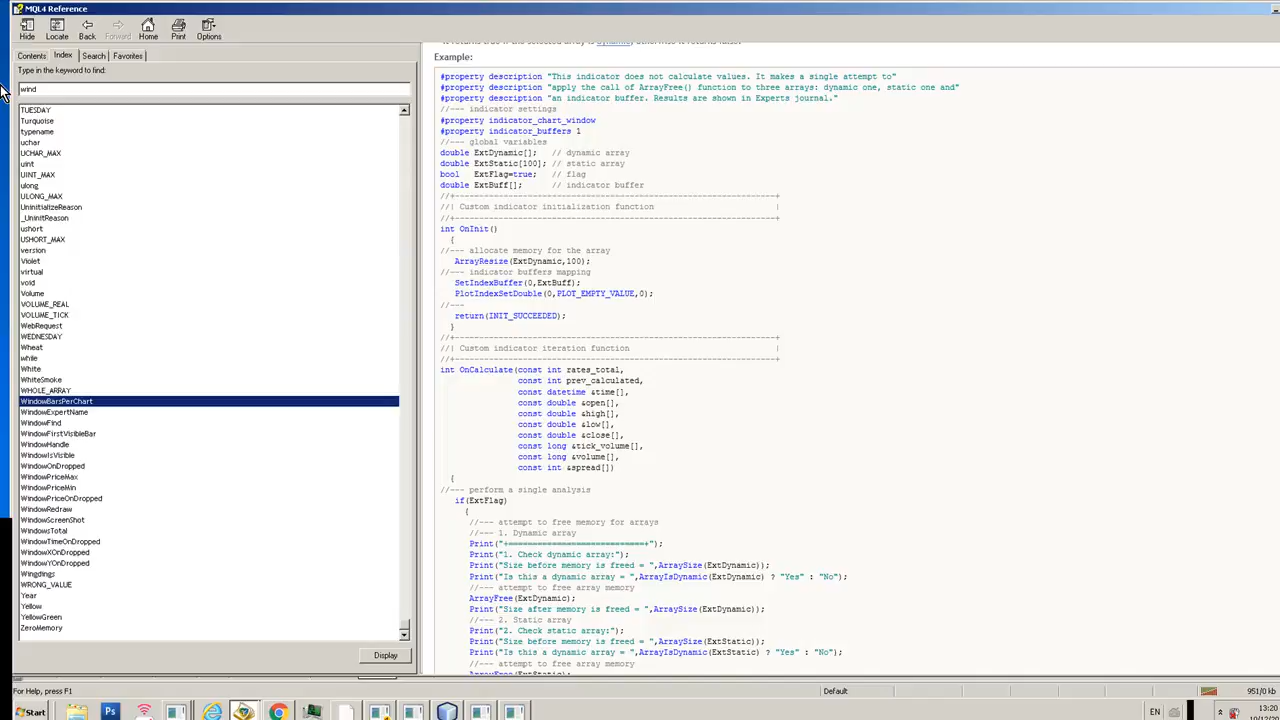 MQL4 Reference
Hide Locate Back Forward Home Print Options
Contents Index Search Favorites
Type in the keyword to find:
wind
TUESDAY
Turquoise
typename
uchar
UCHAR_MAX
uint
UINT_MAX
ulong
ULONG_MAX
UninitializeReason
_UninitReason
ushort
USHORT_MAX
version
Violet
virtual
void
Volume
VOLUME_REAL
VOLUME_TICK
WebRequest
WEDNESDAY
Wheat
while
White
WhiteSmoke
WHOLE_ARRAY
WindowBarsPerChart
WindowExpertName
WindowFind
WindowFirstVisibleBar
WindowHandle
WindowIsVisible
WindowOnDropped
WindowPriceMax
WindowPriceMin
WindowPriceOnDropped
WindowRedraw
WindowScreenShot
WindowsTotal
WindowTimeOnDropped
WindowXOnDropped
WindowYOnDropped
Wingdings
WRONG_VALUE
Year
Yellow
YellowGreen
ZeroMemory
Display
Example:
#property description "This indicator does not calculate values. It makes a single attempt to"
#property description "apply the call of ArrayFree() function to three arrays: dynamic one, static one and"
#property description "an indicator buffer. Results are shown in Experts journal."
//--- indicator settings
#property indicator_chart_window
#property indicator_buffers 1
//--- global variables
double ExtDynamic[]; // dynamic array
double ExtStatic[100]; // static array
bool ExtFlag=true; // flag
double ExtBuff[]; // indicator buffer
//+------------------------------------------------------------------+
//| Custom indicator initialization function |
//+------------------------------------------------------------------+
int OnInit()
{
//--- allocate memory for the array
ArrayResize(ExtDynamic,100);
//--- indicator buffers mapping
SetIndexBuffer(0,ExtBuff);
PlotIndexSetDouble(0,PLOT_EMPTY_VALUE,0);
//---
return(INIT_SUCCEEDED);
}
//+------------------------------------------------------------------+
//| Custom indicator iteration function |
//+------------------------------------------------------------------+
int OnCalculate(const int rates_total,
const int prev_calculated,
const datetime &time[],
const double &open[],
const double &high[],
const double &low[],
const double &close[],
const long &tick_volume[],
const long &volume[],
const int &spread[])
{
//--- perform a single analysis
if(ExtFlag)
{
//--- attempt to free memory for arrays
//--- 1. Dynamic array
Print("+============================+");
Print("1. Check dynamic array:");
Print("Size before memory is freed = ",ArraySize(ExtDynamic));
Print("Is this a dynamic array = ",ArrayIsDynamic(ExtDynamic) ? "Yes" : "No");
//--- attempt to free array memory
ArrayFree(ExtDynamic);
Print("Size after memory is freed = ",ArraySize(ExtDynamic));
//--- 2. Static array
Print("2. Check static array:");
Print("Size before memory is freed = ",ArraySize(ExtStatic));
Print("Is this a dynamic array = ",ArrayIsDynamic(ExtStatic) ? "Yes" : "No");
//--- attempt to free array memory
For Help, press F1
Default
951/0 kb
Start
Ps
EN
13:20